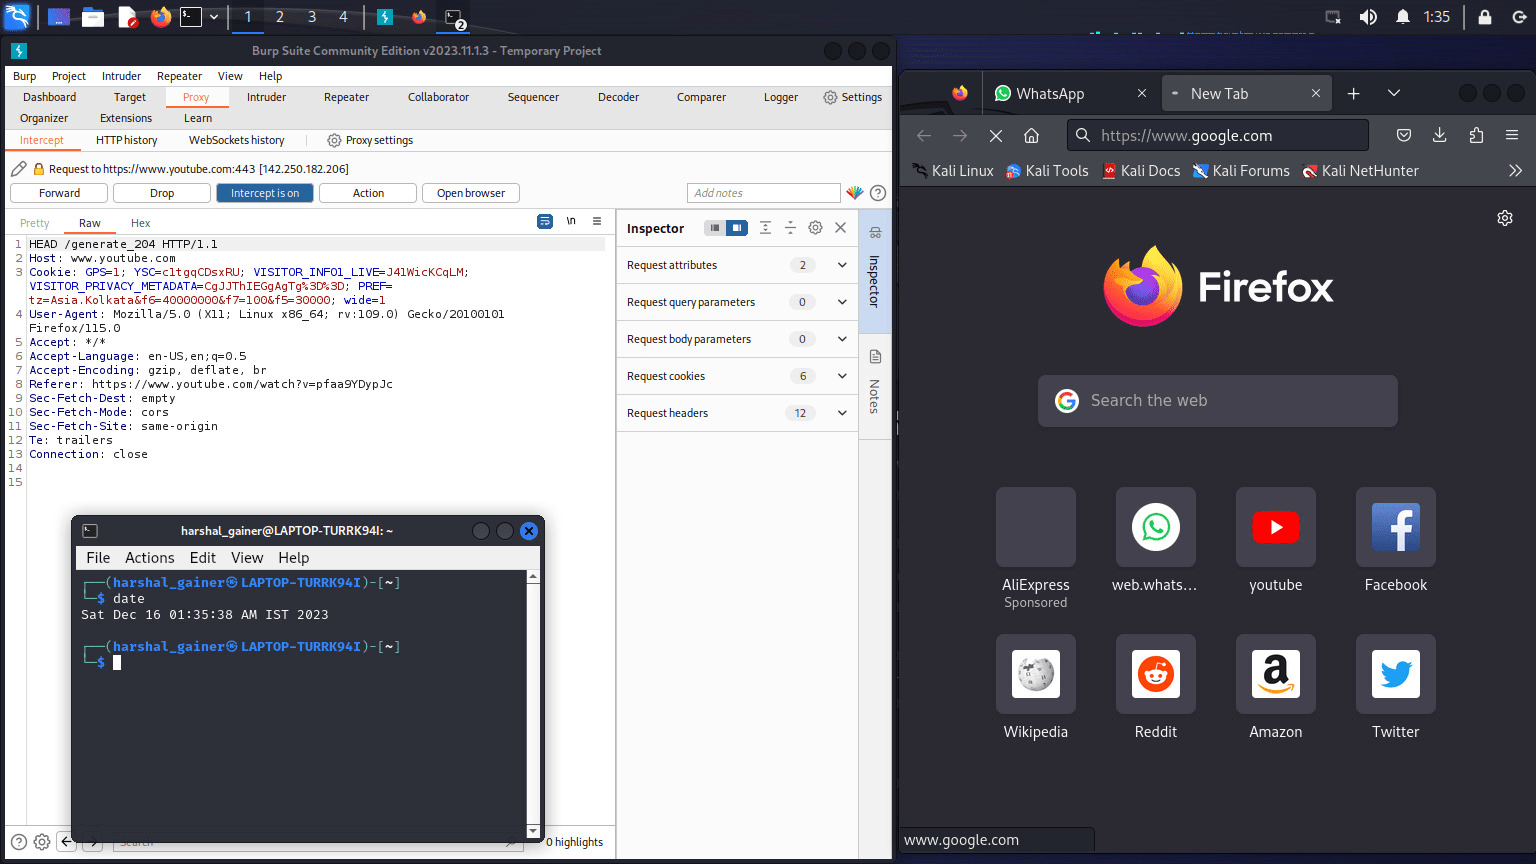 1 2 3 4
2
1:35
Burp Suite Community Edition v2023.11.1.3 - Temporary Project
Burp Project Intruder Repeater View Help
Dashboard Target Proxy Intruder Repeater Collaborator Sequencer Decoder Comparer Logger Settings
Organizer Extensions Learn
Intercept HTTP history WebSockets history Proxy settings
Request to https://www.youtube.com:443 [142.250.182.206]
Forward Drop Intercept is on Action Open browser Add notes
Pretty Raw Hex \n
1 HEAD /generate_204 HTTP/1.1
2 Host: www.youtube.com
3 Cookie: GPS=1; YSC=c1tgqCDsxRU; VISITOR_INFO1_LIVE=J41WicKCqLM;
VISITOR_PRIVACY_METADATA=CgJJThIEGgAgTg%3D%3D; PREF=
tz=Asia.Kolkata&f6=40000000&f7=100&f5=30000; wide=1
4 User-Agent: Mozilla/5.0 (X11; Linux x86_64; rv:109.0) Gecko/20100101
Firefox/115.0
5 Accept: */*
6 Accept-Language: en-US,en;q=0.5
7 Accept-Encoding: gzip, deflate, br
8 Referer: https://www.youtube.com/watch?v=pfaa9YDypJc
9 Sec-Fetch-Dest: empty
10 Sec-Fetch-Mode: cors
11 Sec-Fetch-Site: same-origin
12 Te: trailers
13 Connection: close
14
15
Inspector
Request attributes 2
Request query parameters 0
Request body parameters 0
Request cookies 6
Request headers 12
Inspector
Notes
harshal_gainer@LAPTOP-TURRK94I: ~
File Actions Edit View Help
┌──(harshal_gainer㉿LAPTOP-TURRK94I)-[~]
└─$ date
Sat Dec 16 01:35:38 AM IST 2023
┌──(harshal_gainer㉿LAPTOP-TURRK94I)-[~]
└─$
Search
0 highlights
WhatsApp New Tab
https://www.google.com
Kali Linux Kali Tools Kali Docs Kali Forums Kali NetHunter
Firefox
Search the web
AliExpress web.whats... youtube Facebook
Sponsored
Wikipedia Reddit Amazon Twitter
www.google.com